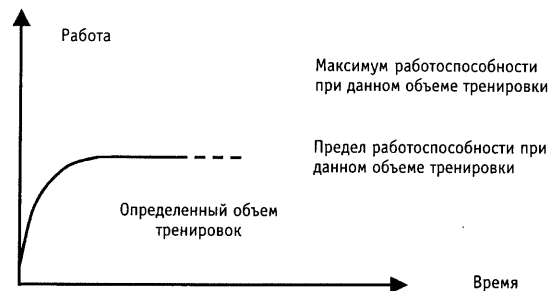 Работа
Максимум работоспособности
при данном объеме тренировки
Предел работоспособности при
данном объеме тренировки
Определенный объем
тренировок
Время